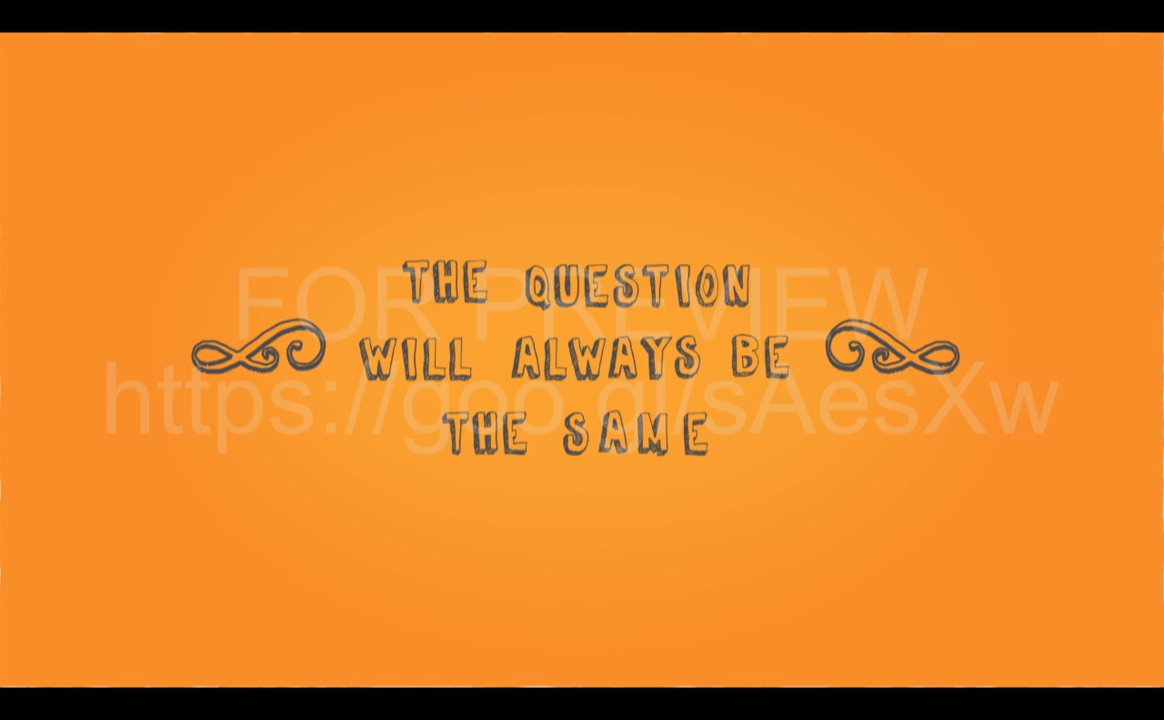 FOR PREVIEW
https://goo.gl/sAesXw
THE QUESTION
WILL ALWAYS BE
THE SAME